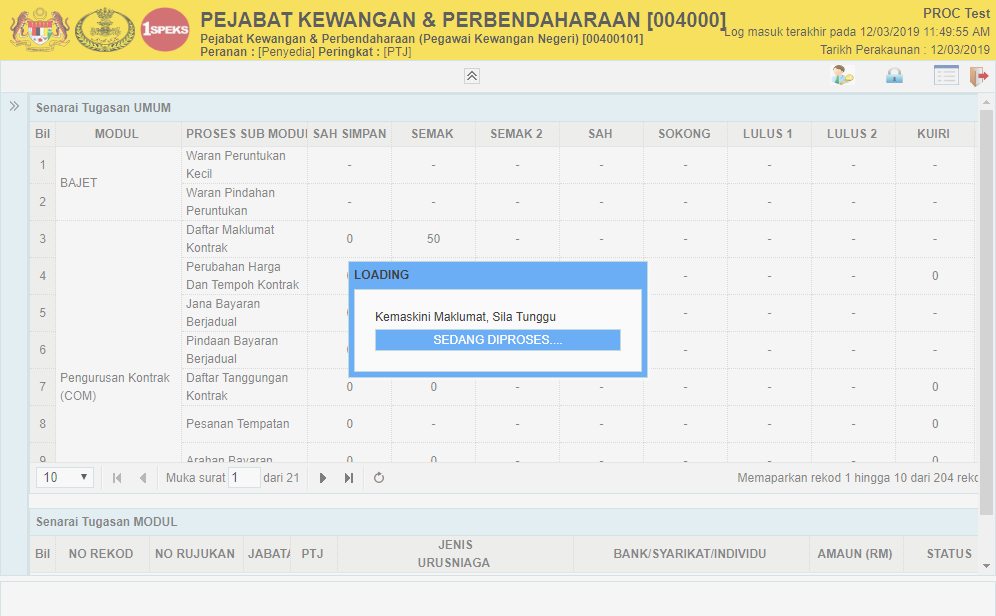 1SPEKS
PEJABAT KEWANGAN & PERBENDAHARAAN [004000]
Pejabat Kewangan & Perbendaharaan (Pegawai Kewangan Negeri) [00400101]
Peranan : [Penyedia] Peringkat : [PTJ]
PROC Test
Log masuk terakhir pada 12/03/2019 11:49:55 AM
Tarikh Perakaunan : 12/03/2019
Senarai Tugasan UMUM
Bil MODUL PROSES SUB MODUL SAH SIMPAN SEMAK SEMAK 2 SAH SOKONG LULUS 1 LULUS 2 KUIRI
1 BAJET Waran Peruntukan Kecil - - - - - - - -
2 Waran Pindahan Peruntukan - - - - - - - -
3 Daftar Maklumat Kontrak 0 50 - - - - - -
4 Perubahan Harga Dan Tempoh Kontrak - - - 0
5 Jana Bayaran Berjadual - - - -
6 Pindaan Bayaran Berjadual - - - -
7 Pengurusan Kontrak (COM) Daftar Tanggungan Kontrak 0 0 - - - - - 0
8 Pesanan Tempatan 0 - - - - - - 0
9 Arahan Bayaran 0 0 - - - - - 0
LOADING
Kemaskini Maklumat, Sila Tunggu
SEDANG DIPROSES....
10 Muka surat 1 dari 21 Memaparkan rekod 1 hingga 10 dari 204 reko
Senarai Tugasan MODUL
Bil NO REKOD NO RUJUKAN JABATA PTJ JENIS URUSNIAGA BANK/SYARIKAT/INDIVIDU AMAUN (RM) STATUS